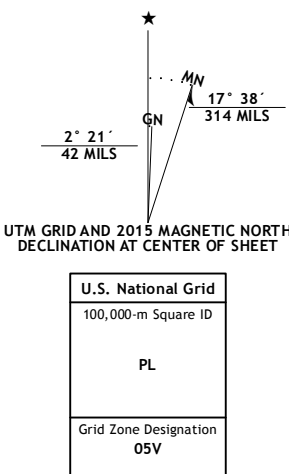 ★
MN
GN
17° 38´
314 MILS
2° 21´
42 MILS
UTM GRID AND 2015 MAGNETIC NORTH
DECLINATION AT CENTER OF SHEET
U.S. National Grid
100,000-m Square ID
PL
Grid Zone Designation
05V